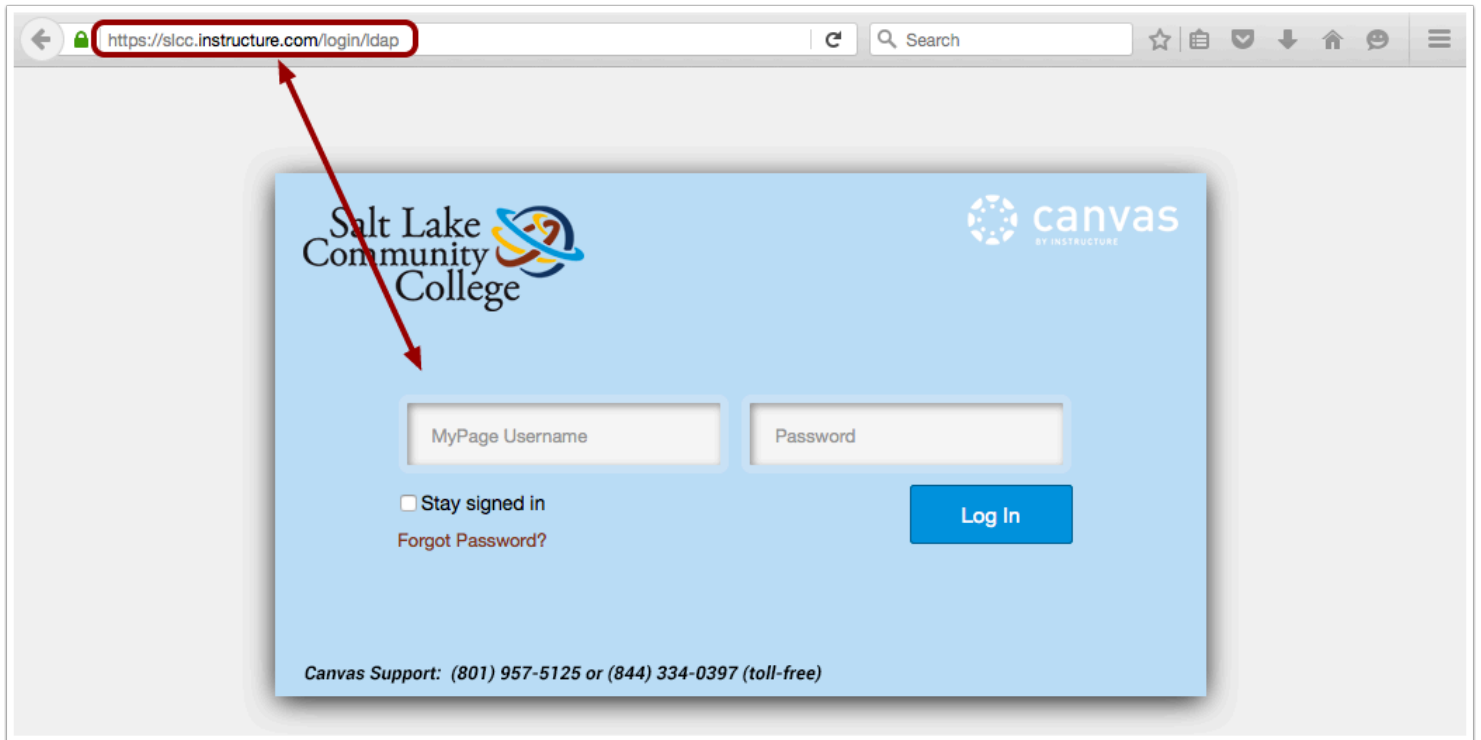 https://slcc.instructure.com/login/ldap
Search
Salt Lake
Community
College
canvas
BY INSTRUCTURE
MyPage Username
Password
Stay signed in
Log In
Forgot Password?
Canvas Support: (801) 957-5125 or (844) 334-0397 (toll-free)